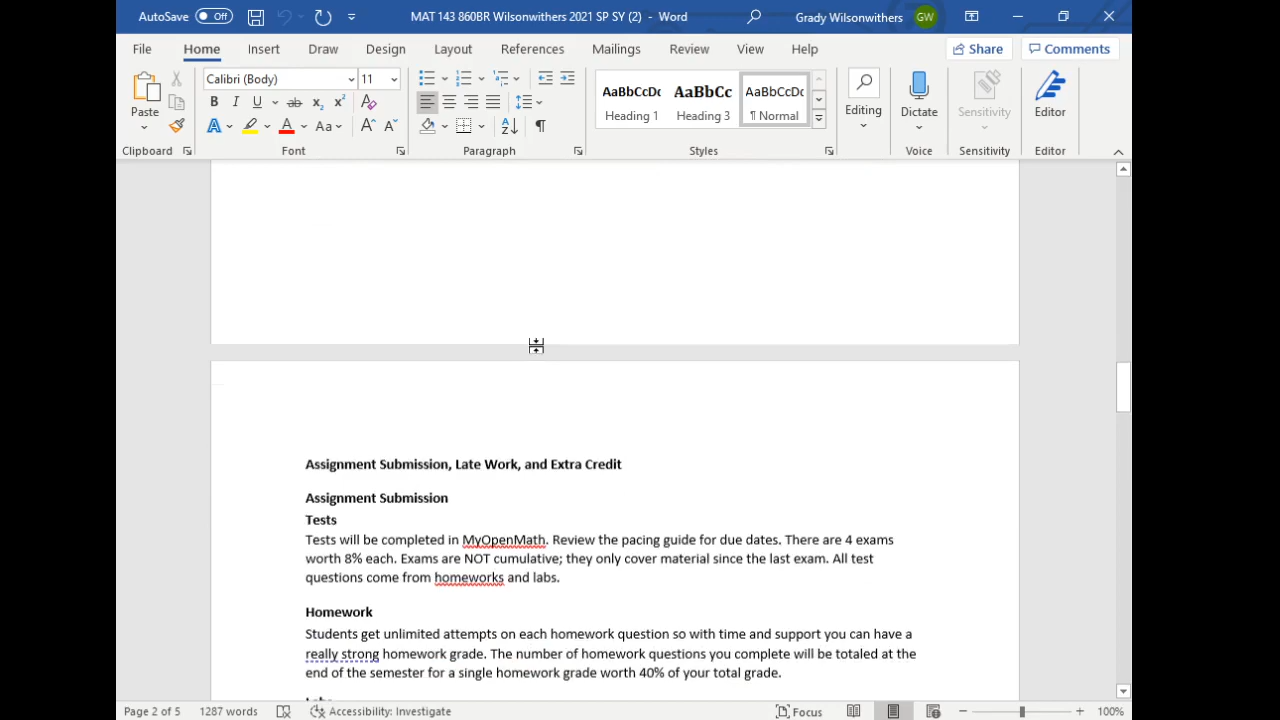 AutoSave Off MAT 143 860BR Wilsonwithers 2021 SP SY (2) - Word Grady Wilsonwithers GW
File Home Insert Draw Design Layout References Mailings Review View Help Share Comments
Calibri (Body) 11
Paste B I U ab x₂ x² AaBbCcDc AaBbCc AaBbCcDc Editing Dictate Sensitivity Editor
A A Aa A A A Z Heading 1 Heading 3 ¶ Normal
Clipboard Font Paragraph Styles Voice Sensitivity Editor
Assignment Submission, Late Work, and Extra Credit
Assignment Submission
Tests
Tests will be completed in MyOpenMath. Review the pacing guide for due dates. There are 4 exams
worth 8% each. Exams are NOT cumulative; they only cover material since the last exam. All test
questions come from homeworks and labs.
Homework
Students get unlimited attempts on each homework question so with time and support you can have a
really strong homework grade. The number of homework questions you complete will be totaled at the
end of the semester for a single homework grade worth 40% of your total grade.
Page 2 of 5 1287 words Accessibility: Investigate Focus 100%